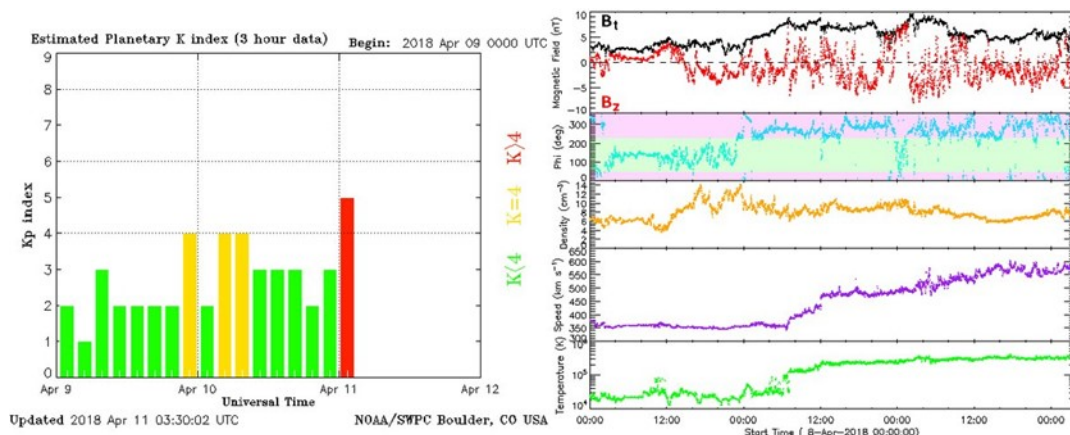 Estimated Planetary K index (3 hour data)
Begin: 2018 Apr 09 0000 UTC
9
8
7
6
5
4
3
2
1
0
Kp index
K<4
K=4
K>4
Apr 9
Apr 10
Apr 11
Apr 12
Universal Time
Updated 2018 Apr 11 03:30:02 UTC
NOAA/SWPC Boulder, CO USA
Bt
Bz
Magnetic Field (nT)
10
5
0
-5
-10
Phi (deg)
300
200
100
0
Density (cm⁻³)
14
12
10
8
6
4
2
0
Speed (km s⁻¹)
650
600
550
500
450
400
350
300
Temperature (K)
10⁵
10⁴
00:00
12:00
00:00
12:00
00:00
12:00
00:00
Start Time ( 8-Apr-2018 00:00:00)